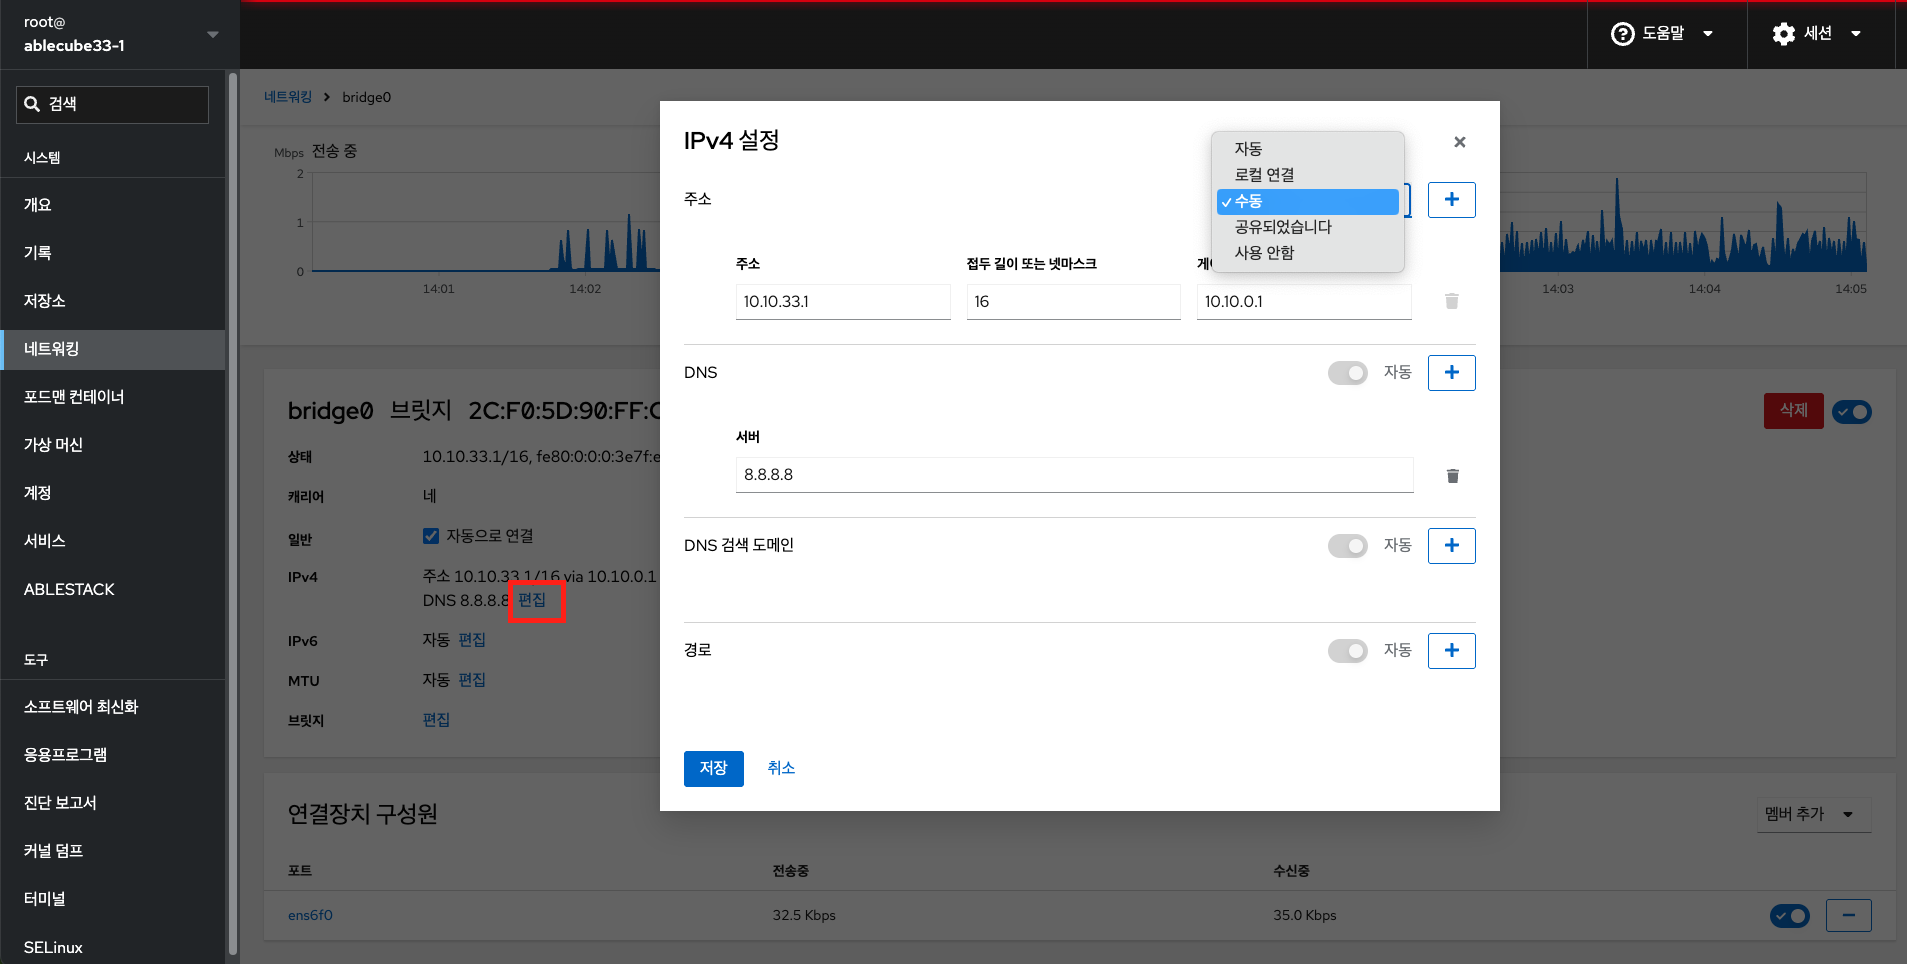 root@
ablecube33-1
도움말
세션
검색
시스템
개요
기록
저장소
네트워킹
포드맨 컨테이너
가상 머신
계정
서비스
ABLESTACK
도구
소프트웨어 최신화
응용프로그램
진단 보고서
커널 덤프
터미널
SELinux
네트워킹 > bridge0
Mbps 전송 중
2
1
0
14:01
14:02
14:03
14:04
14:05
bridge0 브릿지 2C:F0:5D:90:FF:C
삭제
상태 10.10.33.1/16, fe80:0:0:0:3e7f:e
캐리어 네
일반 자동으로 연결
IPv4 주소 10.10.33.1/16 via 10.10.0.1
DNS 8.8.8.8 편집
IPv6 자동 편집
MTU 자동 편집
브릿지 편집
연결장치 구성원
멤버 추가
포트 전송중 수신중
ens6f0 32.5 Kbps 35.0 Kbps
IPv4 설정
자동
로컬 연결
수동
공유되었습니다
사용 안함
주소
주소 접두 길이 또는 넷마스크
10.10.33.1 16 10.10.0.1
DNS 자동
서버
8.8.8.8
DNS 검색 도메인 자동
경로 자동
저장 취소